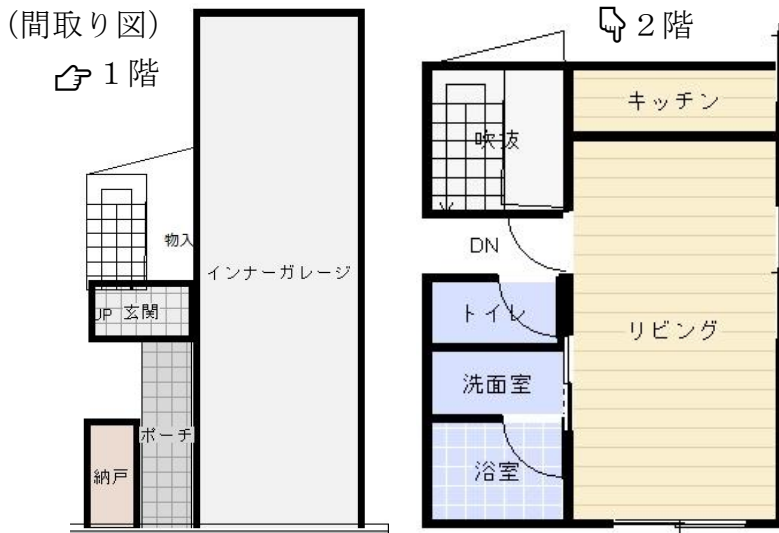 (間取り図)
👉 1階
物入
インナーガレージ
UP 玄関
ポーチ
納戸
👇 2階
キッチン
吹抜
DN
トイレ
リビング
洗面室
浴室